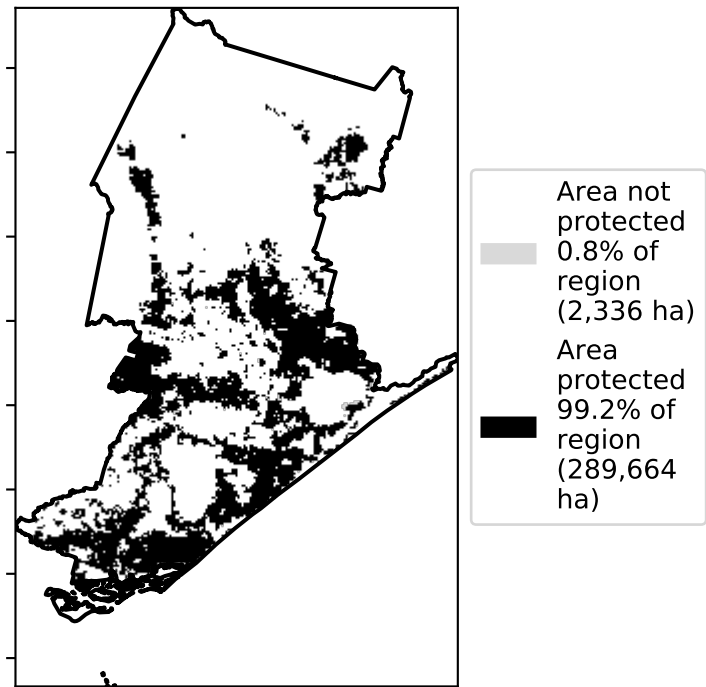 Area not
protected
0.8% of
region
(2,336 ha)
Area
protected
99.2% of
region
(289,664
ha)